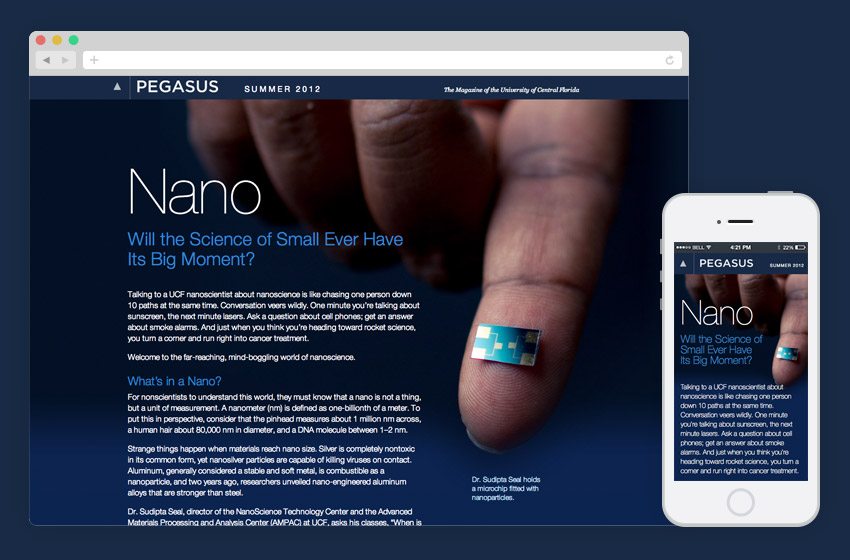 PEGASUS
SUMMER 2012
The Magazine of the University of Central Florida
Nano
Will the Science of Small Ever Have
Its Big Moment?
Talking to a UCF nanoscientist about nanoscience is like chasing one person down
10 paths at the same time. Conversation veers wildly. One minute you're talking about
sunscreen, the next minute lasers. Ask a question about cell phones; get an answer
about smoke alarms. And just when you think you're heading toward rocket science,
you turn a corner and run right into cancer treatment.
Welcome to the far-reaching, mind-boggling world of nanoscience.
What's in a Nano?
For nonscientists to understand this world, they must know that a nano is not a thing,
but a unit of measurement. A nanometer (nm) is defined as one-billionth of a meter. To
put this in perspective, consider that the pinhead measures about 1 million nm across,
a human hair about 80,000 nm in diameter, and a DNA molecule between 1–2 nm.
Strange things happen when materials reach nano size. Silver is completely nontoxic
in its common form, yet nanosilver particles are capable of killing viruses on contact.
Aluminum, generally considered a stable and soft metal, is combustible as a
nanoparticle, and two years ago, researchers unveiled nano-engineered aluminum
alloys that are stronger than steel.
Dr. Sudipta Seal, director of the NanoScience Technology Center and the Advanced
Materials Processing and Analysis Center (AMPAC) at UCF, asks his classes, "When is
Dr. Sudipta Seal holds
a microchip fitted with
nanoparticles.
BELL
4:21 PM
22%
PEGASUS
SUMMER 2012
Nano
Will the Science of
Small Ever Have
Its Big Moment?
Talking to a UCF nanoscientist about
nanoscience is like chasing one person
down 10 paths at the same time.
Conversation veers wildly. One minute
you're talking about sunscreen, the next
minute lasers. Ask a question about cell
phones; get an answer about smoke
alarms. And just when you think you're
heading toward rocket science, you turn a
corner and run right into cancer treatment.